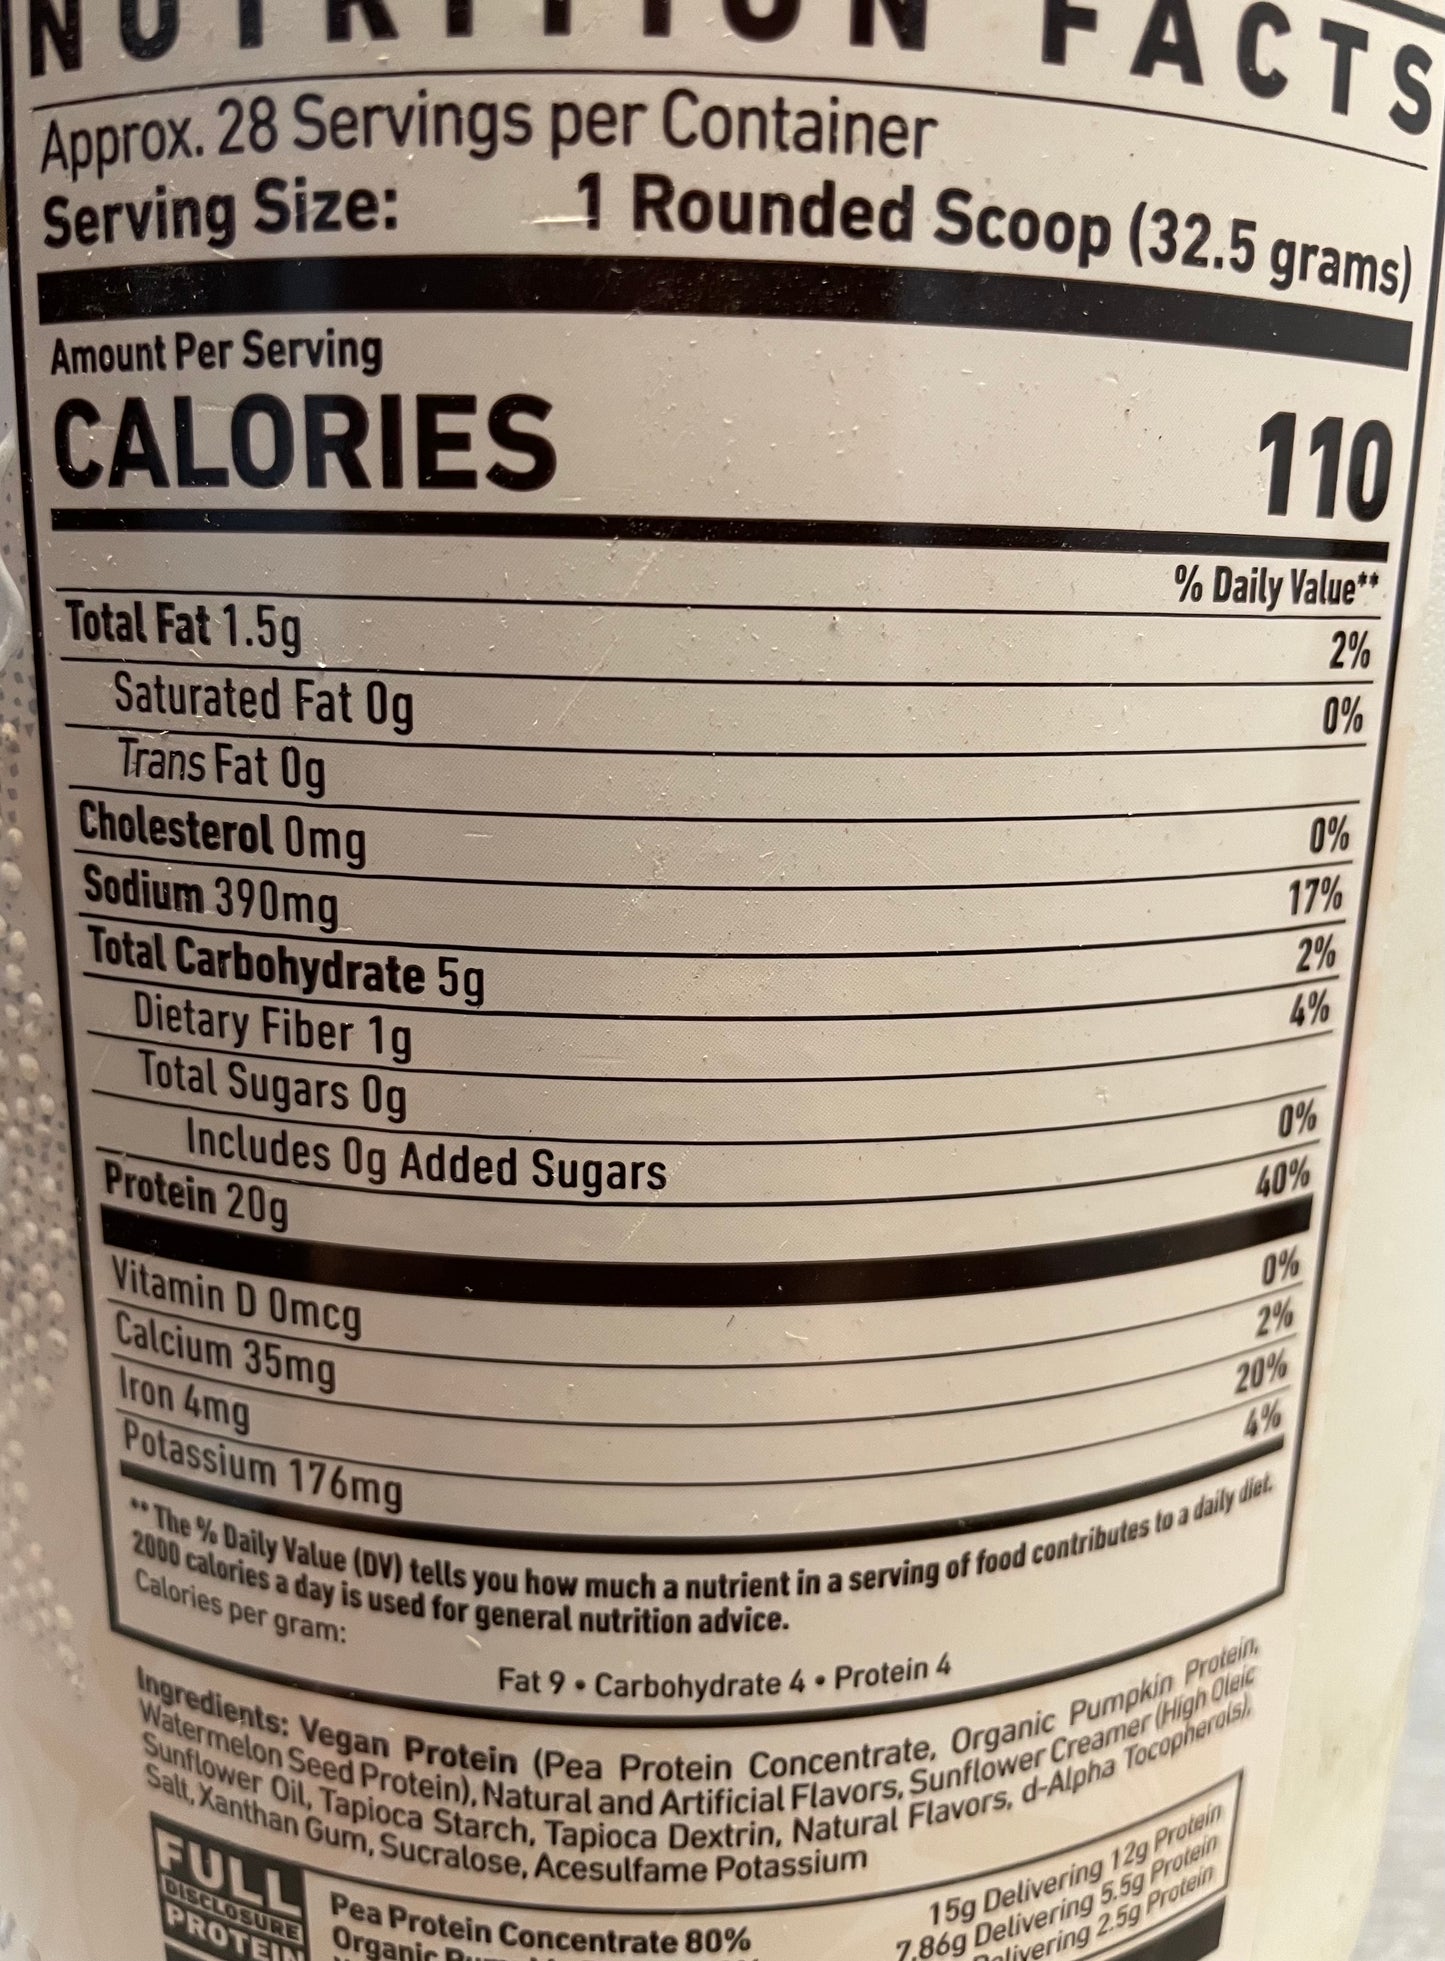 NUTRITION FACTS
Approx. 28 Servings per Container
Serving Size: 1 Rounded Scoop (32.5 grams)
Amount Per Serving
CALORIES 110
% Daily Value**
Total Fat 1.5g 2%
Saturated Fat 0g 0%
Trans Fat 0g
Cholesterol 0mg 0%
Sodium 390mg 17%
Total Carbohydrate 5g 2%
Dietary Fiber 1g 4%
Total Sugars 0g
Includes 0g Added Sugars 0%
Protein 20g 40%
Vitamin D 0mcg 0%
Calcium 35mg 2%
Iron 4mg 20%
Potassium 176mg 4%
** The % Daily Value (DV) tells you how much a nutrient in a serving of food contributes to a daily diet.
2000 calories a day is used for general nutrition advice.
Calories per gram:
Fat 9 • Carbohydrate 4 • Protein 4
Ingredients: Vegan Protein (Pea Protein Concentrate, Organic Pumpkin Protein,
Watermelon Seed Protein), Natural and Artificial Flavors, Sunflower Creamer (High Oleic
Sunflower Oil, Tapioca Starch, Tapioca Dextrin, Natural Flavors, d-Alpha Tocopherols),
Salt, Xanthan Gum, Sucralose, Acesulfame Potassium
FULL
DISCLOSURE
PROTEIN
Pea Protein Concentrate 80% 15g Delivering 12g Protein
Organic 7.86g Delivering 5.5g Protein
Delivering 2.5g Protein